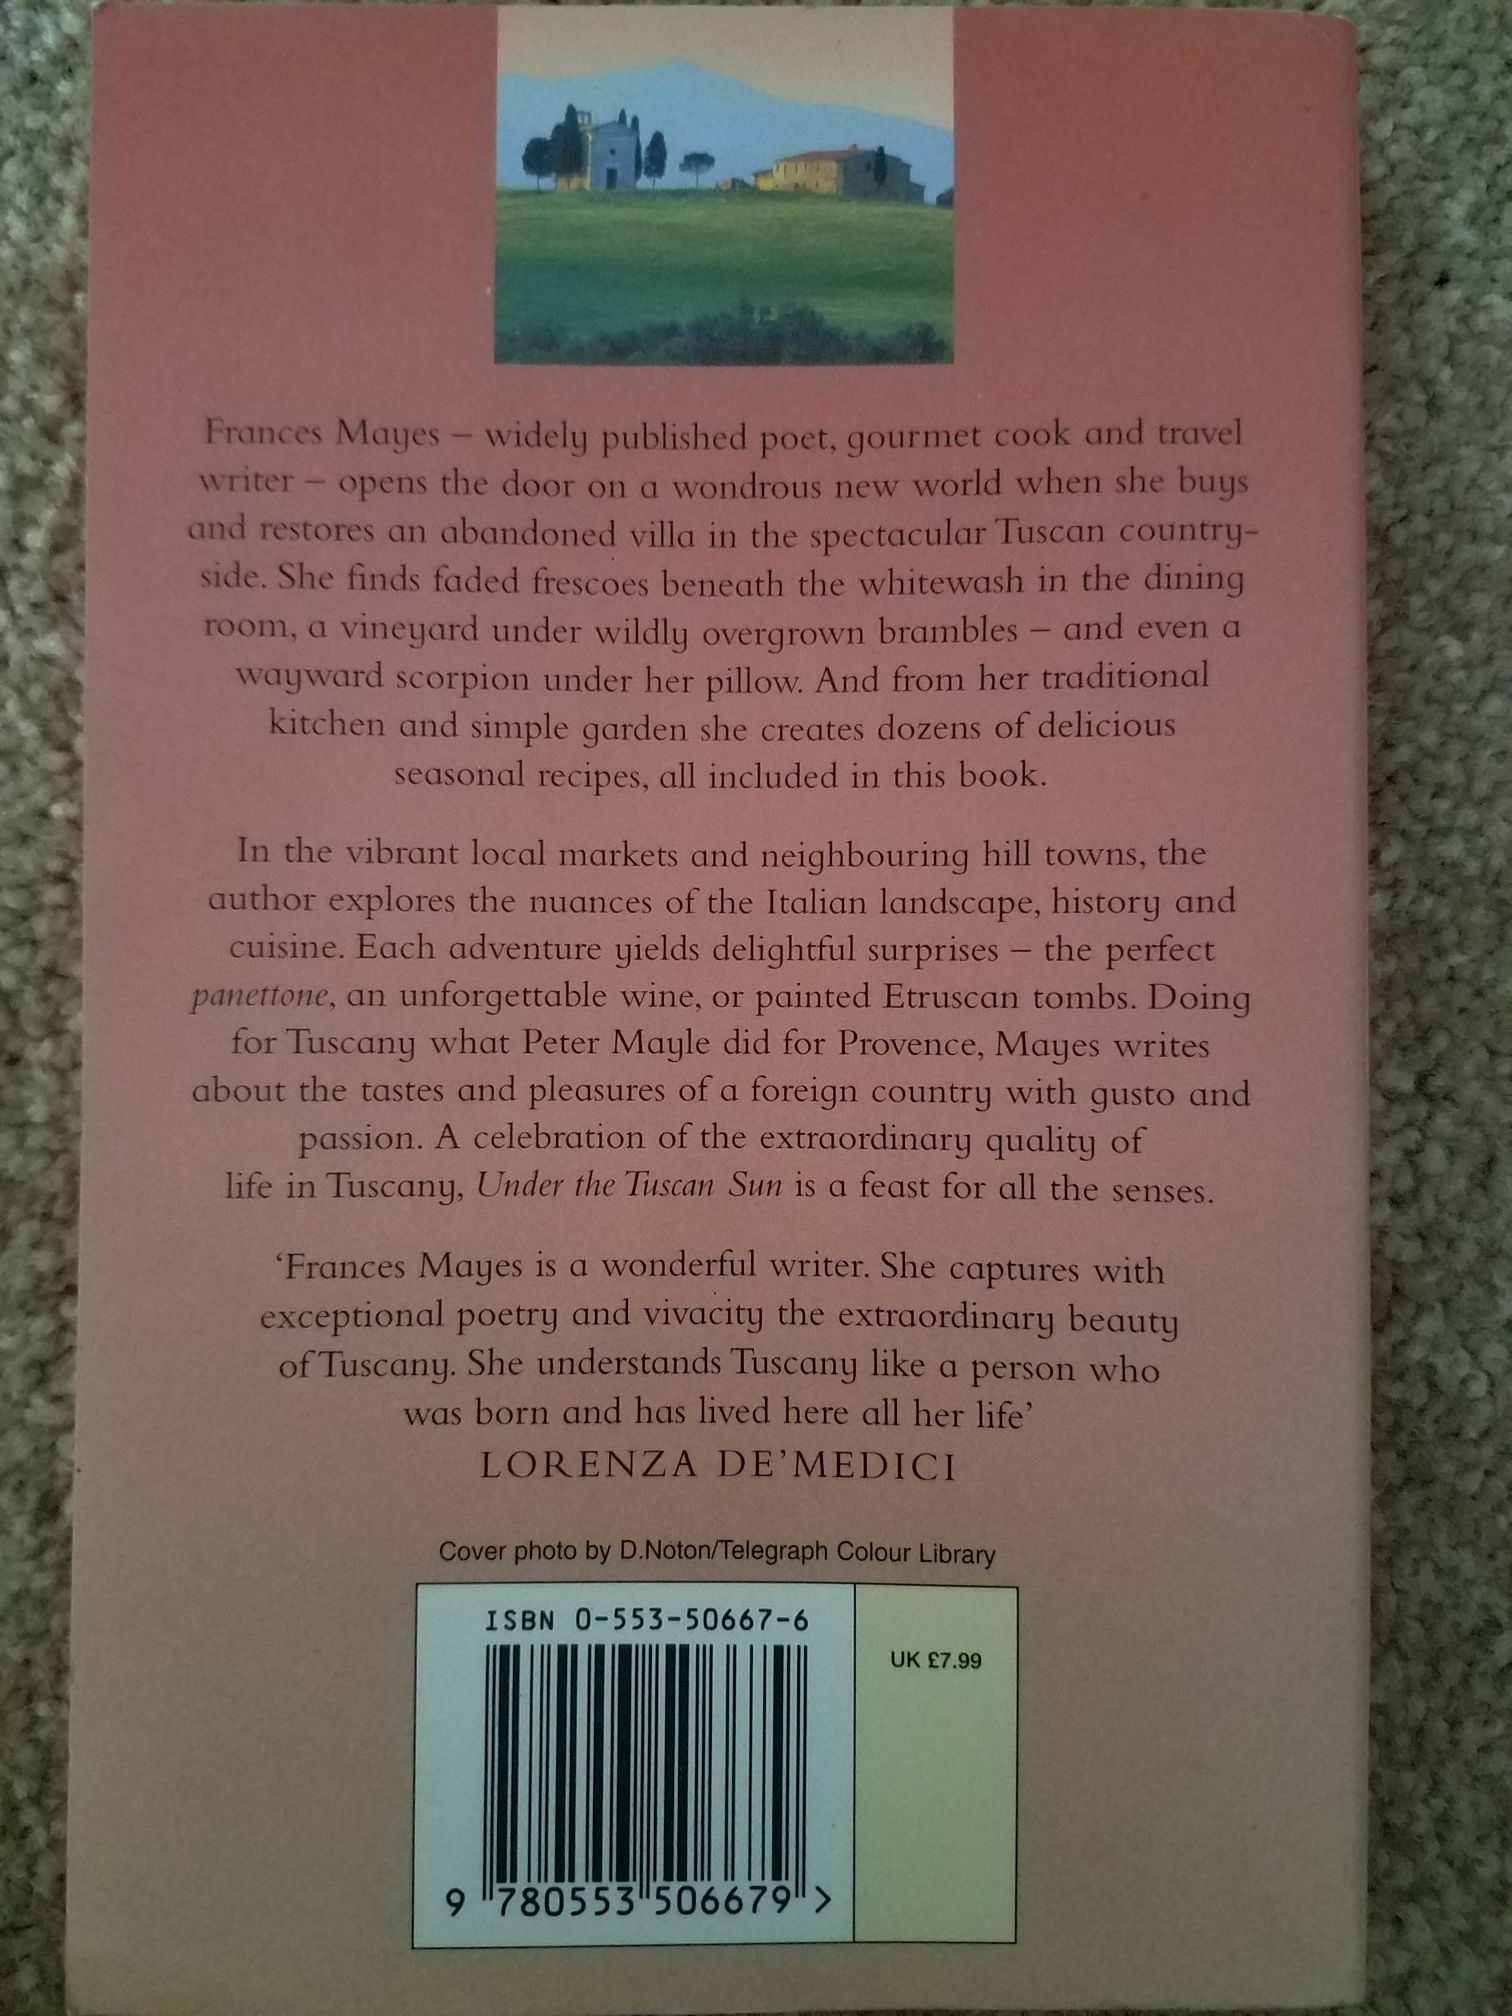 Frances Mayes – widely published poet, gourmet cook and travel
writer – opens the door on a wondrous new world when she buys
and restores an abandoned villa in the spectacular Tuscan country-
side. She finds faded frescoes beneath the whitewash in the dining
room, a vineyard under wildly overgrown brambles – and even a
wayward scorpion under her pillow. And from her traditional
kitchen and simple garden she creates dozens of delicious
seasonal recipes, all included in this book.
In the vibrant local markets and neighbouring hill towns, the
author explores the nuances of the Italian landscape, history and
cuisine. Each adventure yields delightful surprises – the perfect
panettone, an unforgettable wine, or painted Etruscan tombs. Doing
for Tuscany what Peter Mayle did for Provence, Mayes writes
about the tastes and pleasures of a foreign country with gusto and
passion. A celebration of the extraordinary quality of
life in Tuscany, Under the Tuscan Sun is a feast for all the senses.
‘Frances Mayes is a wonderful writer. She captures with
exceptional poetry and vivacity the extraordinary beauty
of Tuscany. She understands Tuscany like a person who
was born and has lived here all her life’
LORENZA DE’MEDICI
Cover photo by D.Noton/Telegraph Colour Library
ISBN 0-553-50667-6
UK £7.99
9 780553 506679 >